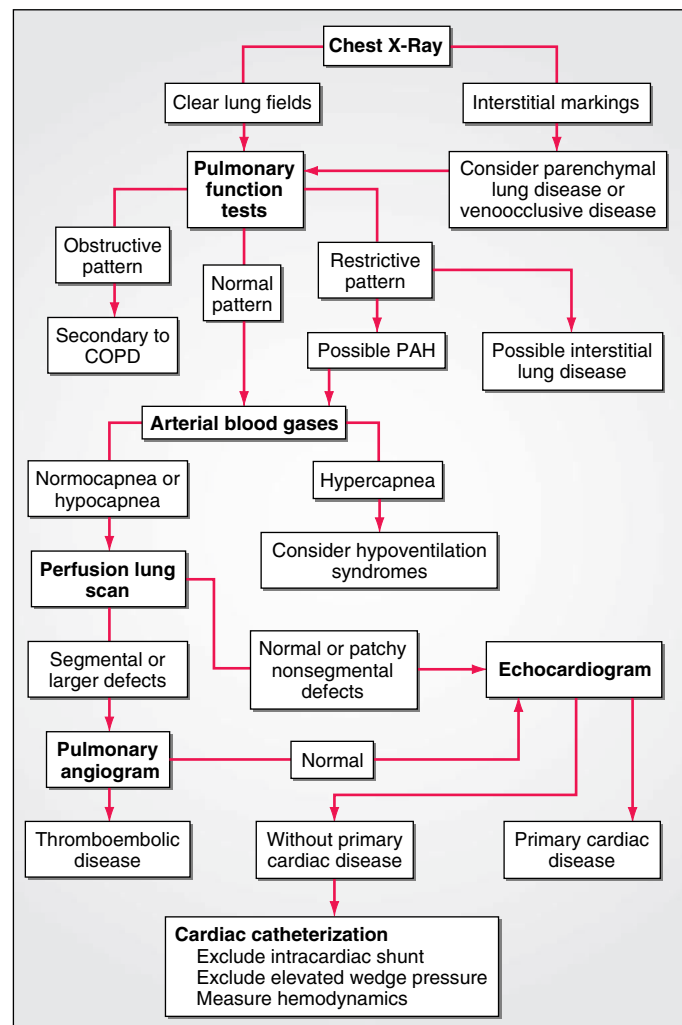 Chest X-Ray
Clear lung fields
Interstitial markings
Pulmonary
function
tests
Consider parenchymal
lung disease or
venoocclusive disease
Obstructive
pattern
Normal
pattern
Restrictive
pattern
Secondary to
COPD
Possible PAH
Possible interstitial
lung disease
Arterial blood gases
Normocapnea or
hypocapnea
Hypercapnea
Perfusion lung
scan
Consider hypoventilation
syndromes
Segmental or
larger defects
Normal or patchy
nonsegmental
defects
Echocardiogram
Pulmonary
angiogram
Normal
Thromboembolic
disease
Without primary
cardiac disease
Primary cardiac
disease
Cardiac catheterization
Exclude intracardiac shunt
Exclude elevated wedge pressure
Measure hemodynamics